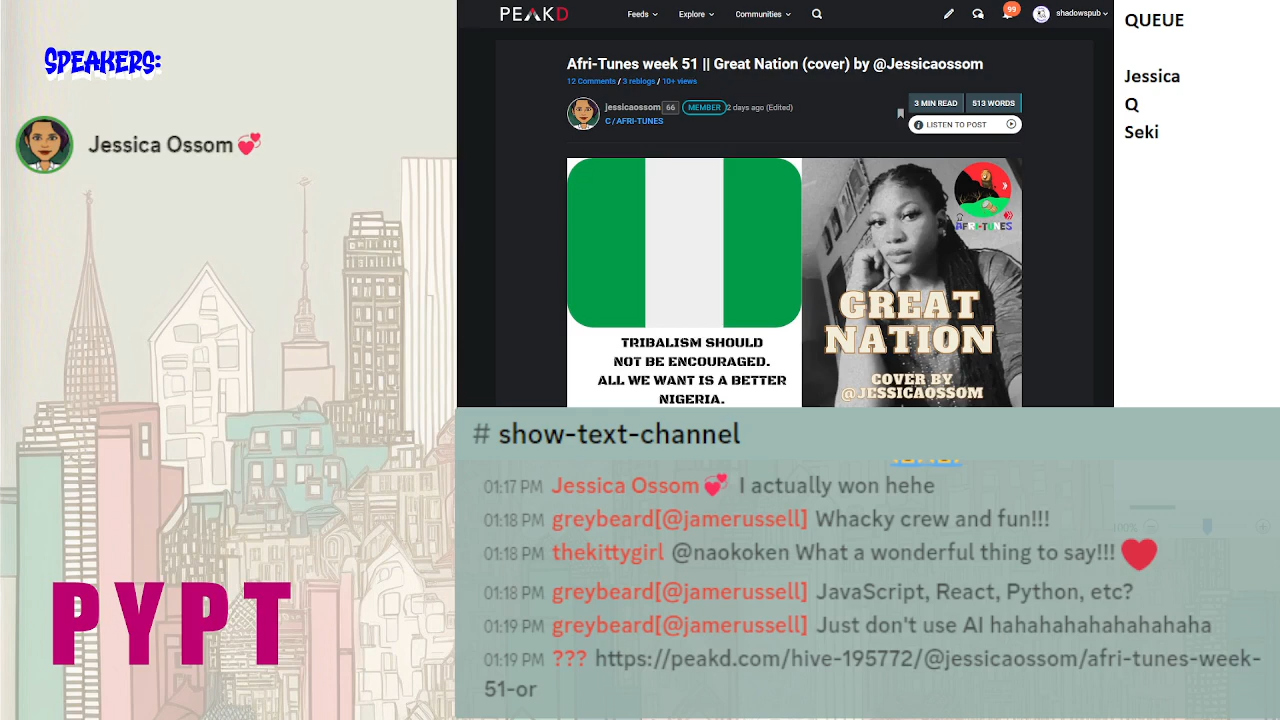 SPEAKERS:
Jessica Ossom
PYPT
PEAKD
Feeds
Explore
Communities
99
shadowspub
Afri-Tunes week 51 || Great Nation (cover) by @Jessicaossom
12 Comments / 3 reblogs / 10+ views
jessicaossom 66 MEMBER 2 days ago (Edited)
C/AFRI-TUNES
3 MIN READ 513 WORDS
LISTEN TO POST
TRIBALISM SHOULD
NOT BE ENCOURAGED.
ALL WE WANT IS A BETTER
NIGERIA.
AFRI-TUNES
GREAT
NATION
COVER BY
@JESSICAOSSOM
QUEUE
Jessica
Q
Seki
# show-text-channel
01:17 PM Jessica Ossom💞 I actually won hehe
01:18 PM greybeard[@jamerussell] Whacky crew and fun!!!
01:18 PM thekittygirl @naokoken What a wonderful thing to say!!! ❤️
01:18 PM greybeard[@jamerussell] JavaScript, React, Python, etc?
01:19 PM greybeard[@jamerussell] Just don't use AI hahahahahahahaha
01:19 PM ??? https://peakd.com/hive-195772/@jessicaossom/afri-tunes-week-
51-or
100%